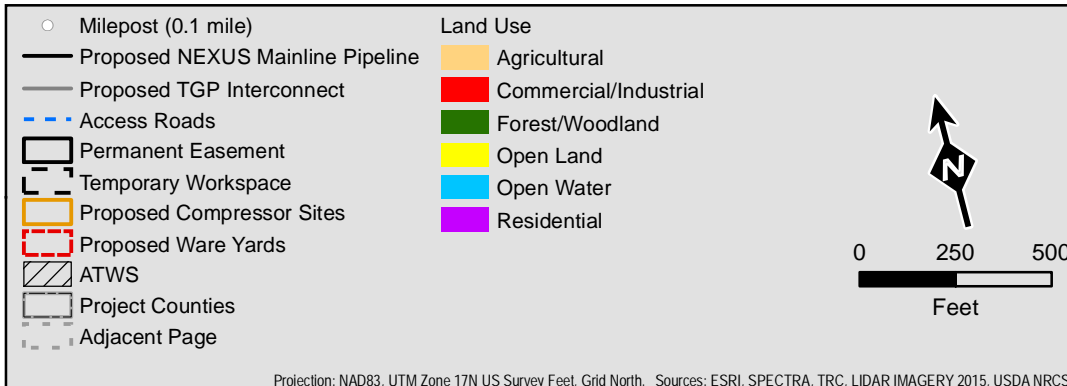 Milepost (0.1 mile)
Proposed NEXUS Mainline Pipeline
Proposed TGP Interconnect
Access Roads
Permanent Easement
Temporary Workspace
Proposed Compressor Sites
Proposed Ware Yards
ATWS
Project Counties
Adjacent Page
Land Use
Agricultural
Commercial/Industrial
Forest/Woodland
Open Land
Open Water
Residential
N
0 250 500
Feet
Projection: NAD83, UTM Zone 17N US Survey Feet, Grid North. Sources: ESRI, SPECTRA, TRC, LIDAR IMAGERY 2015, USDA NRCS